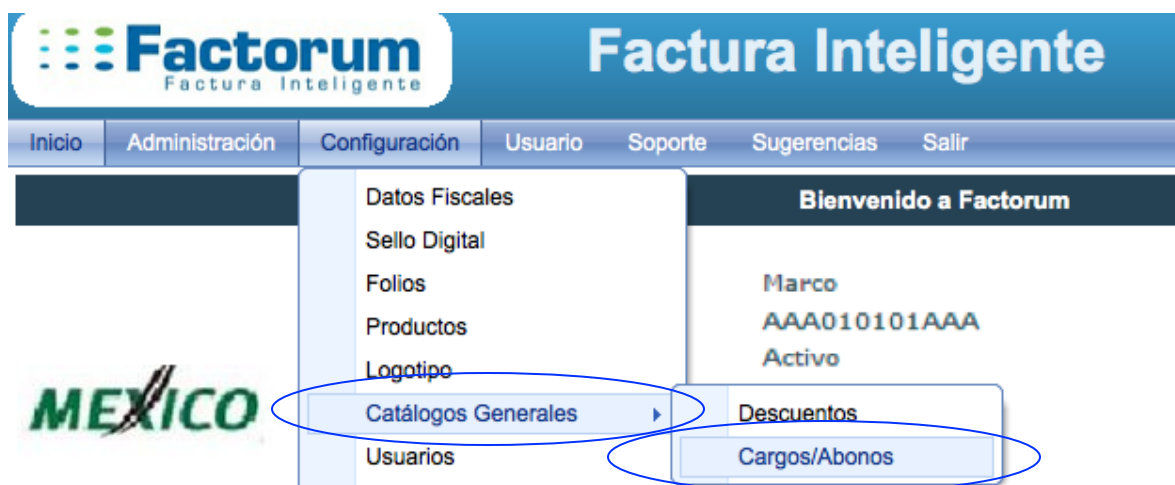 Factorum
Factura Inteligente
Factura Inteligente
Inicio Administración Configuración Usuario Soporte Sugerencias Salir
Bienvenido a Factorum
Datos Fiscales
Sello Digital
Folios
Productos
Logotipo
Catálogos Generales
Usuarios
Descuentos
Cargos/Abonos
Marco
AAA010101AAA
Activo
MEXICO